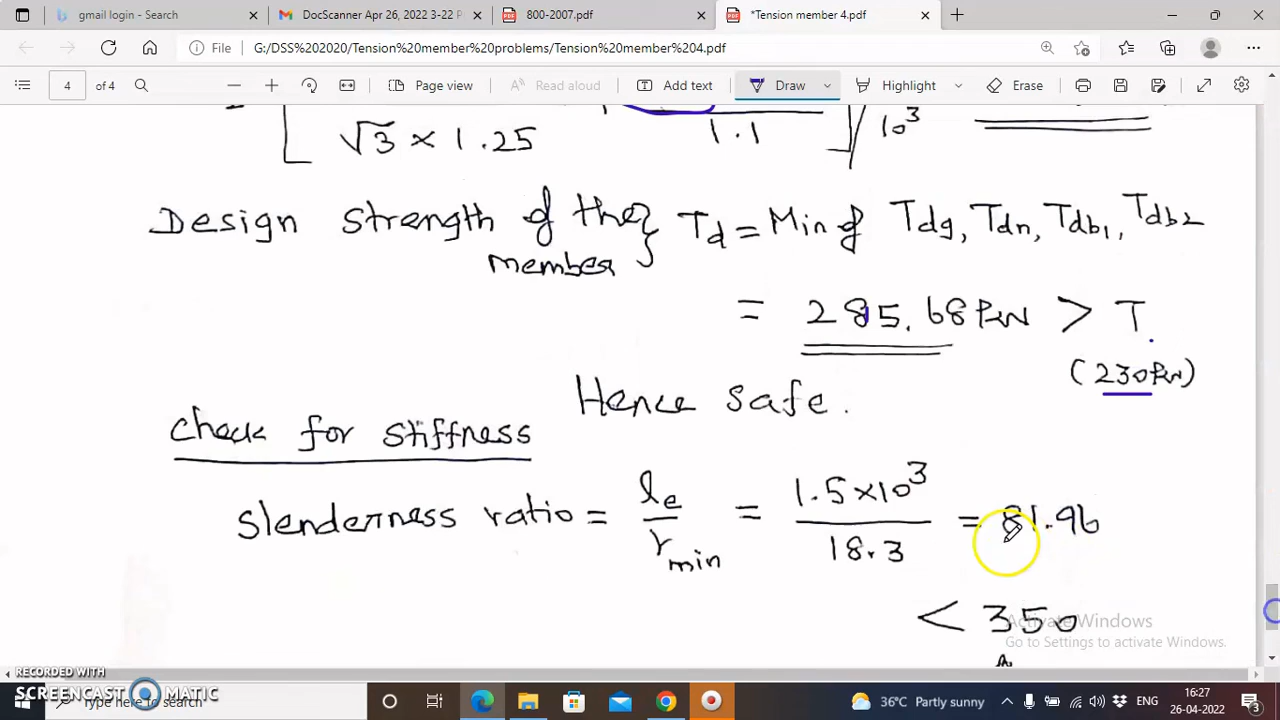 gmail login - Search
DocScanner Apr 26, 2022 3-22 P
800-2007.pdf
*Tension member 4.pdf
File
G:/DSS%202020/Tension%20member%20problems/Tension%20member%204.pdf
4 of 4
Page view
Read aloud
Add text
Draw
Highlight
Erase
√3 × 1.25
1.1
10³
Design strength of the } Td = Min of Tdg, Tdn, Tdb1, Tdb2
member
= 285.68 kN > T
(230 kN)
Hence safe.
Check for stiffness
Slenderness ratio = le/rmin = 1.5×10³/18.3 = 81.96
< 350
Activate Windows
Go to Settings to activate Windows.
RECORDED WITH
SCREENCAST MATIC
Type here to search
36°C Partly sunny
ENG
16:27
26-04-2022
3